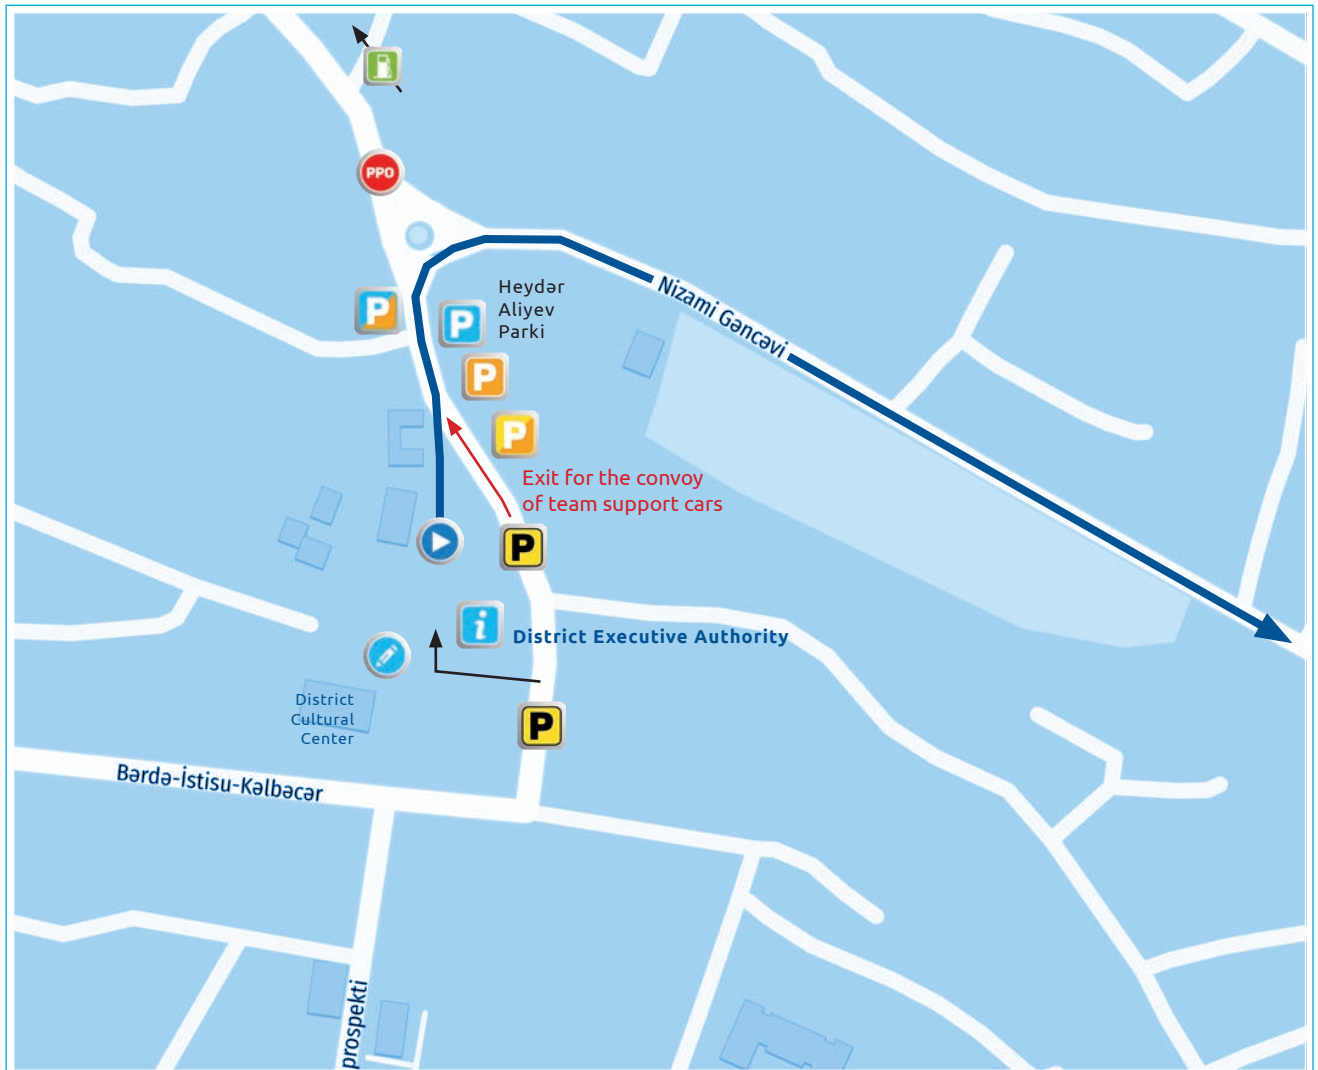 PPO
Heydər
Aliyev
Parki
P
P
P
P
Nizami Gəncəvi
Exit for the convoy
of team support cars
P
i
District Executive Authority
District
Cultural
Center
P
Bərdə-İstisu-Kəlbəcər
prospekti